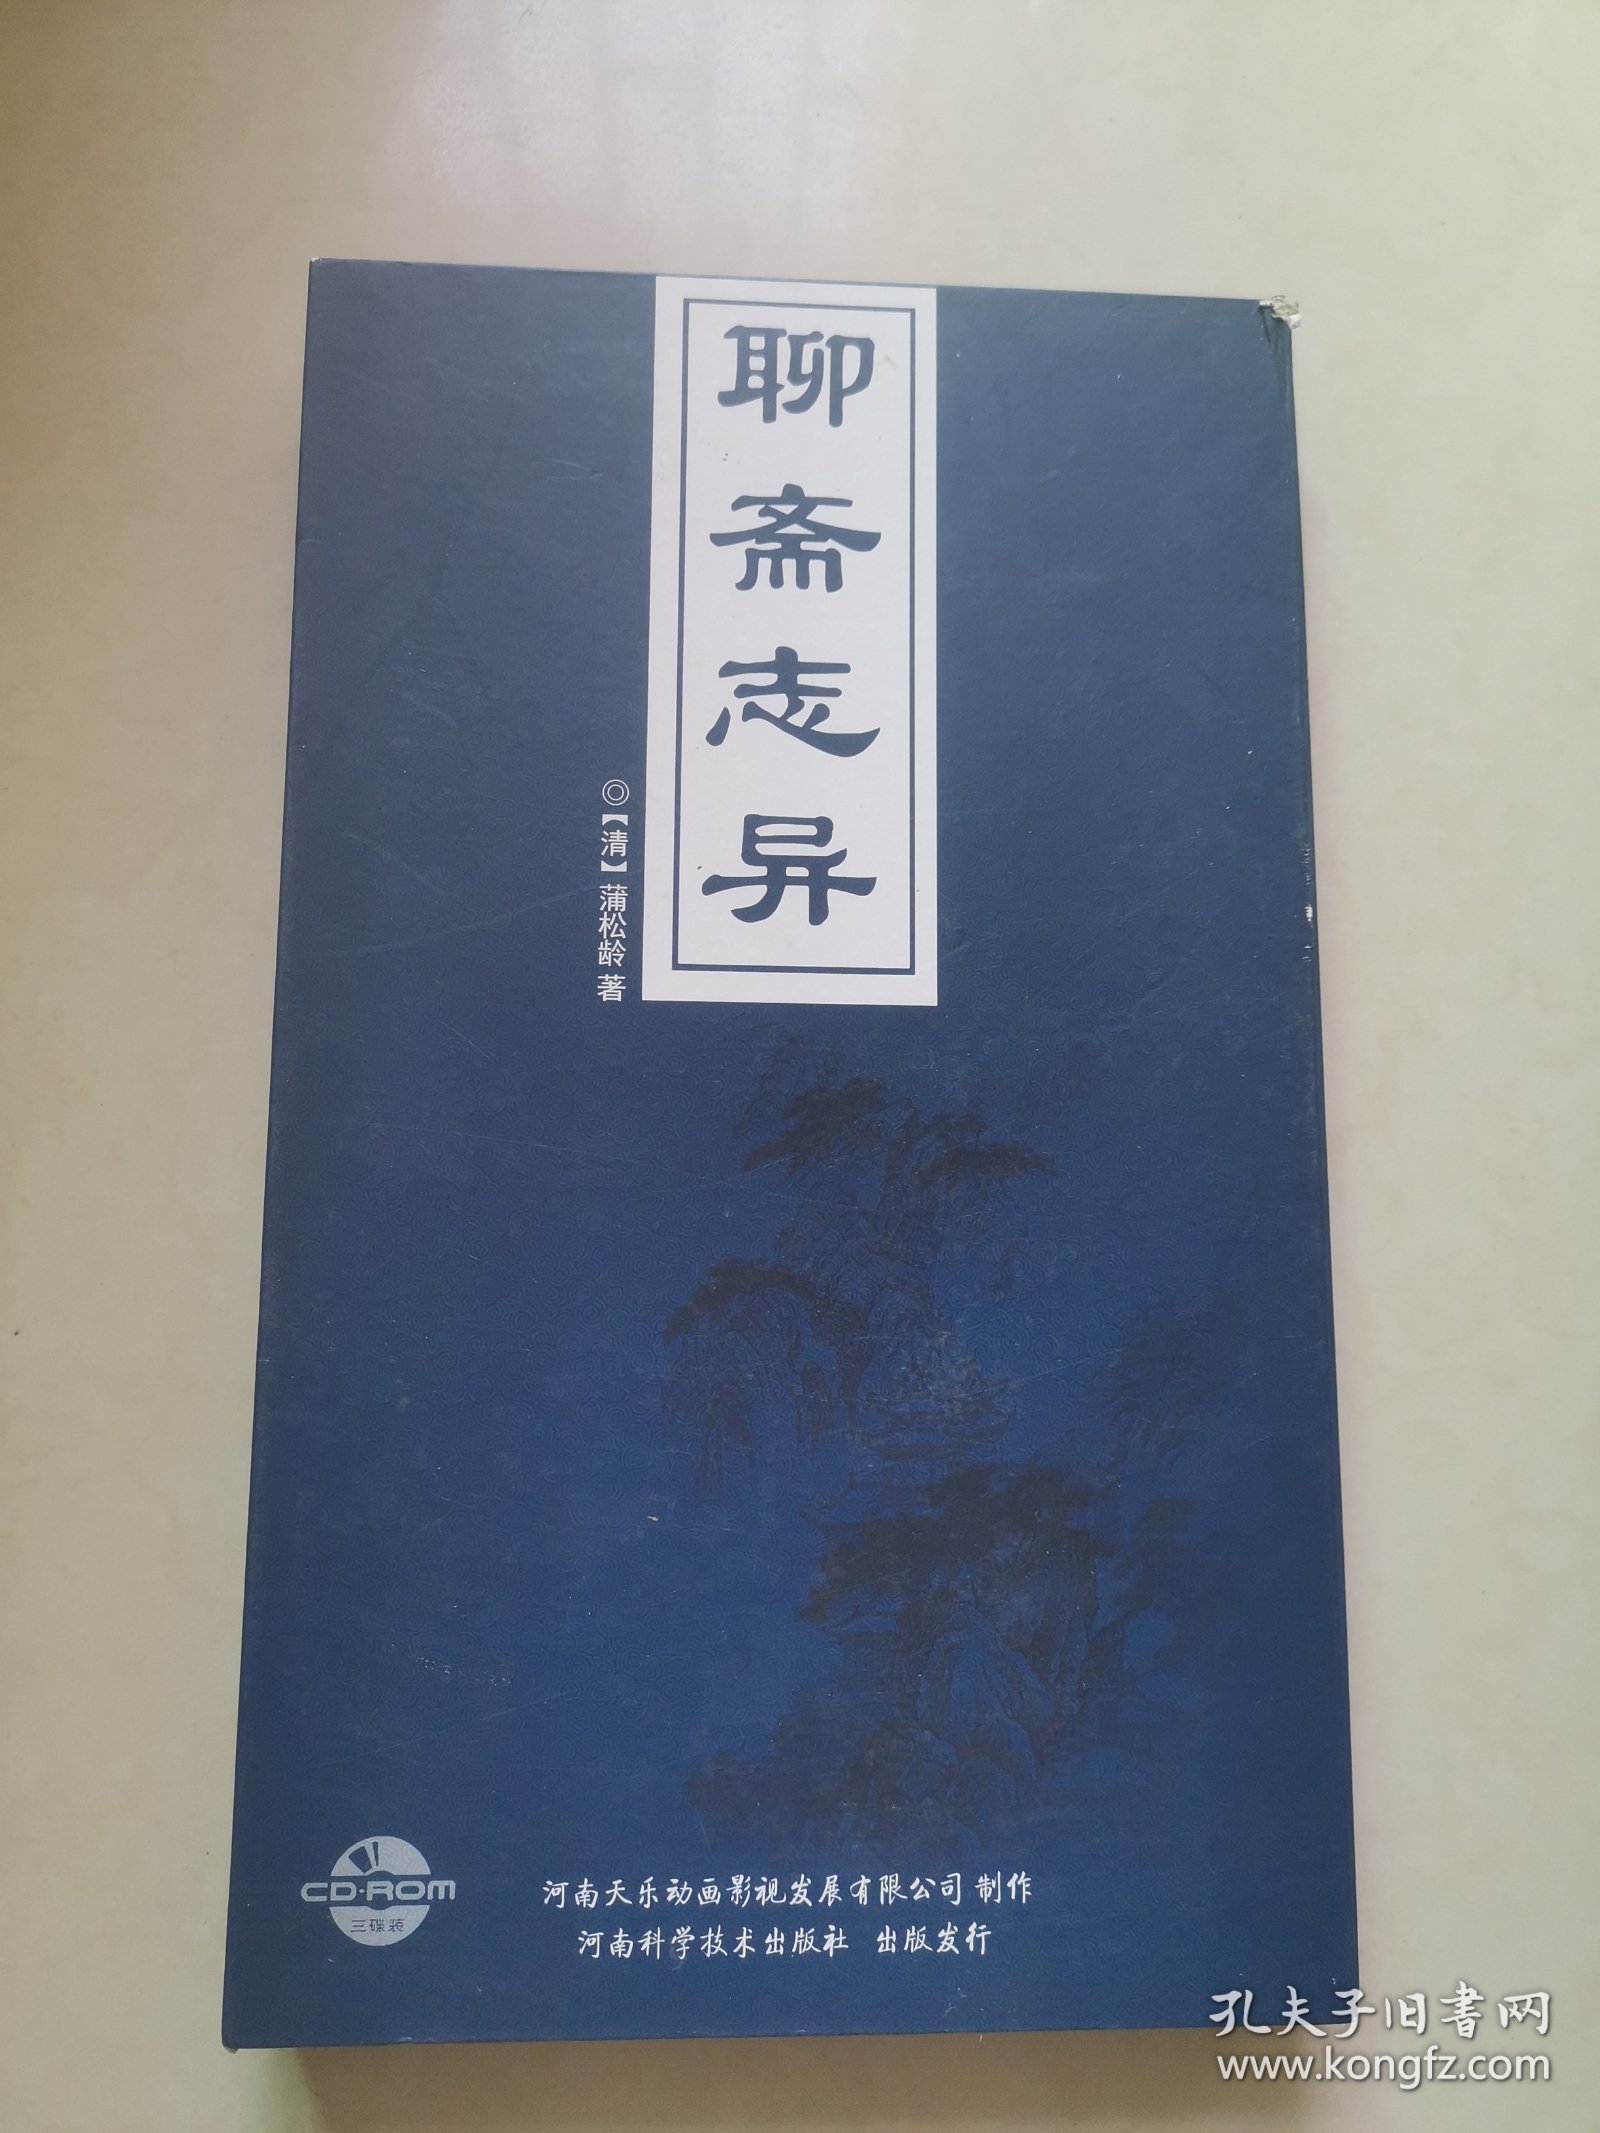 聊斋志异
◎【清】蒲松龄 著
CD-ROM
三碟装
河南天乐动画影视发展有限公司 制作
河南科学技术出版社 出版发行
孔夫子旧书网
www.kongfz.com